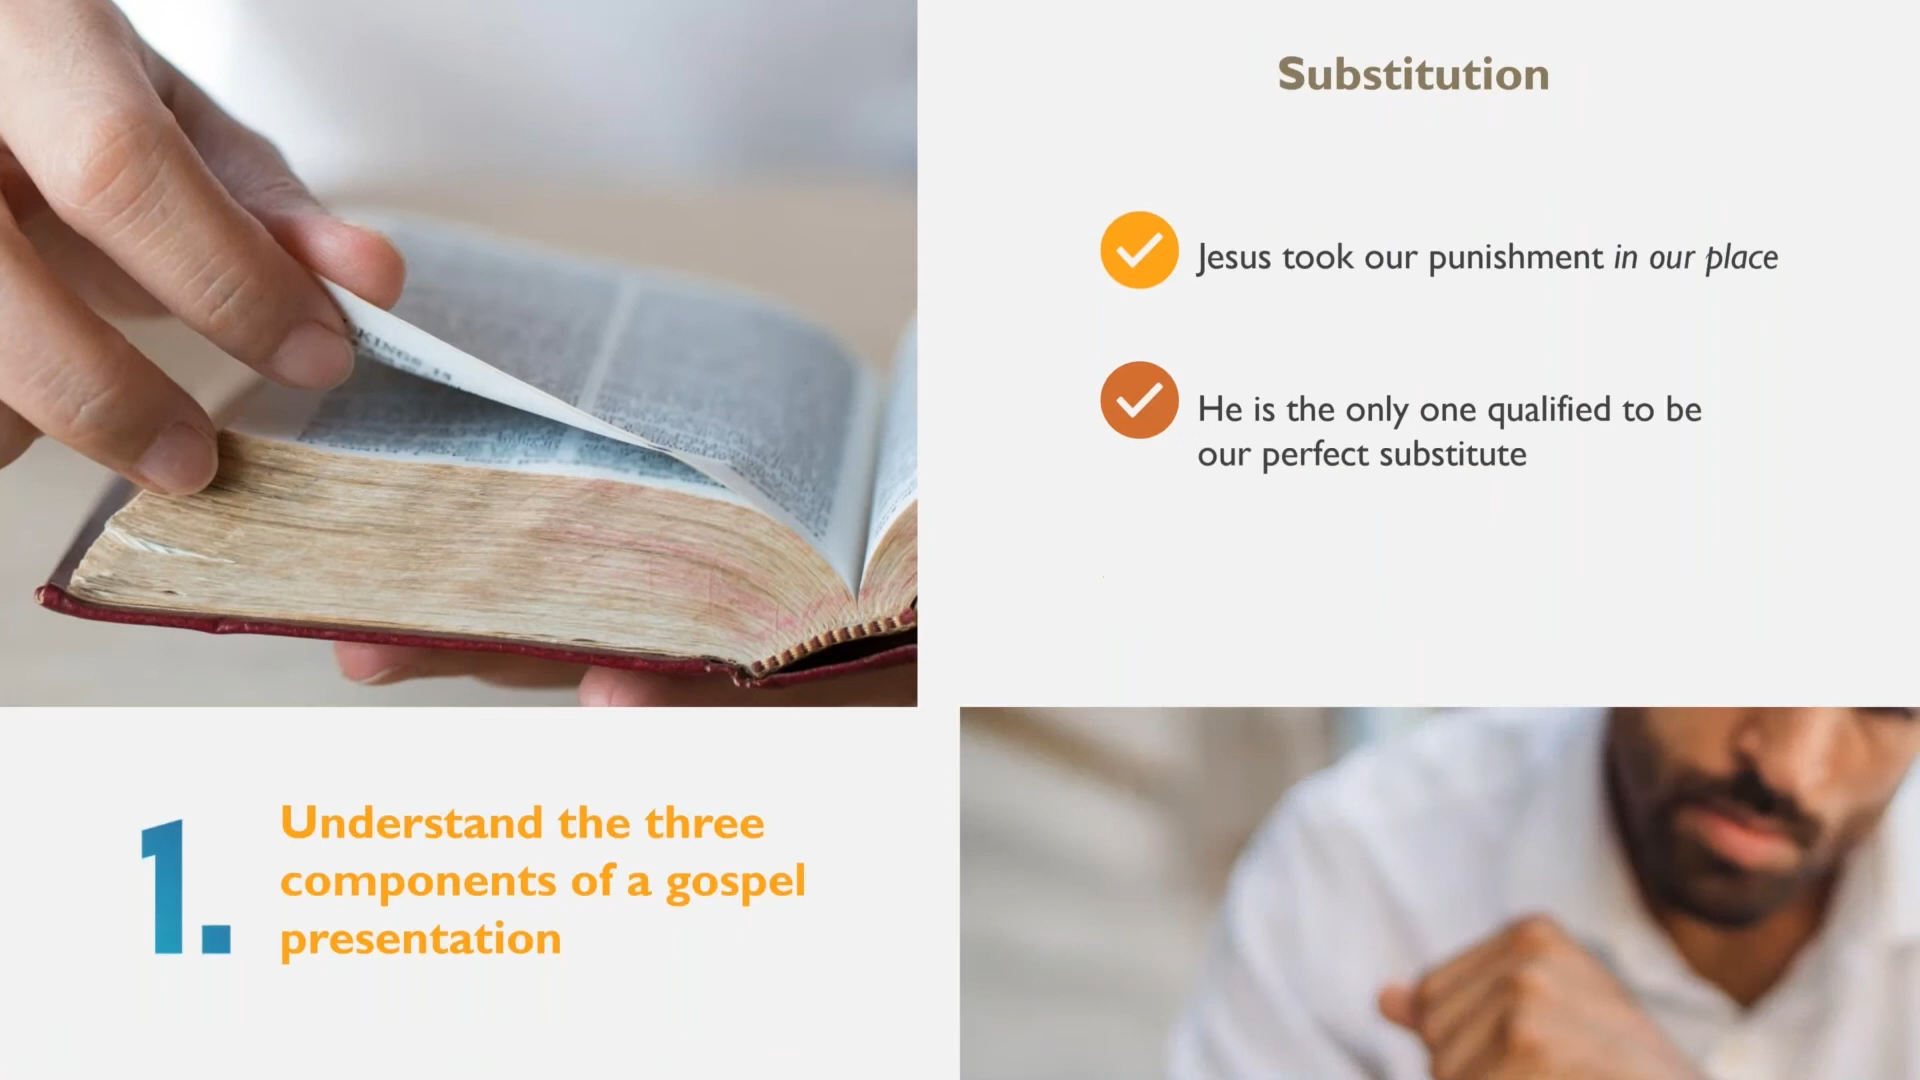 Substitution
Jesus took our punishment in our place
He is the only one qualified to be
our perfect substitute
KINGS
1.
Understand the three
components of a gospel
presentation